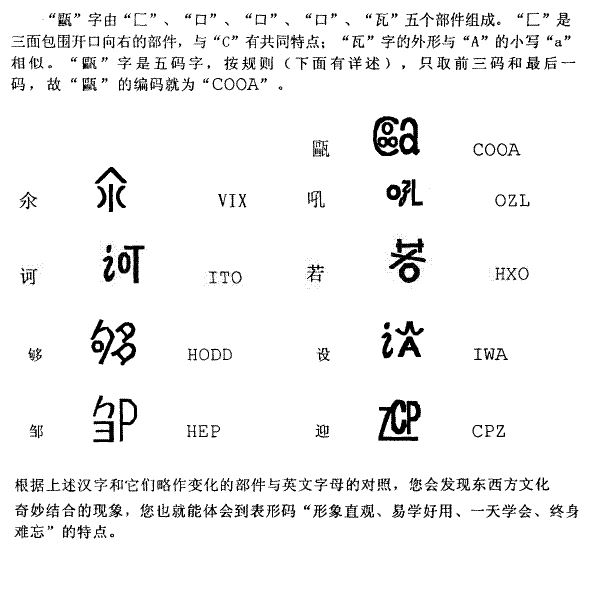 “甌”字由“匚”、“口”、“口”、“口”、“瓦”五个部件组成。“匚”是
三面包围开口向右的部件，与“C”有共同特点；“瓦”字的外形与“A”的小写“a”
相似。“甌”字是五码字，按规则（下面有详述），只取前三码和最后一
码，故“甌”的编码就为“COOA”。
甌 COOA
汆 VIX 吼 OZL
诃 ITO 若 HXO
够 HODD 设 IWA
邹 HEP 迎 CPZ
根据上述汉字和它们略作变化的部件与英文字母的对照，您会发现东西方文化
奇妙结合的现象，您也就能体会到表形码“形象直观、易学好用、一天学会、终身
难忘”的特点。